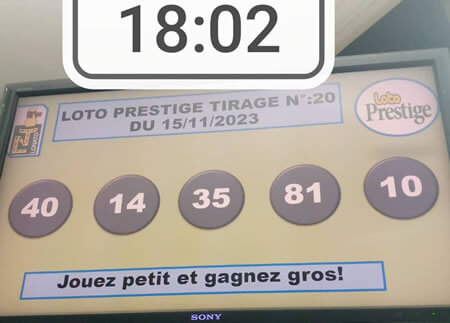 18:02
LOTO PRESTIGE TIRAGE N°:20
DU 15/11/2023
Loto
Prestige
LONATO
40 14 35 81 10
Jouez petit et gagnez gros!
SONY